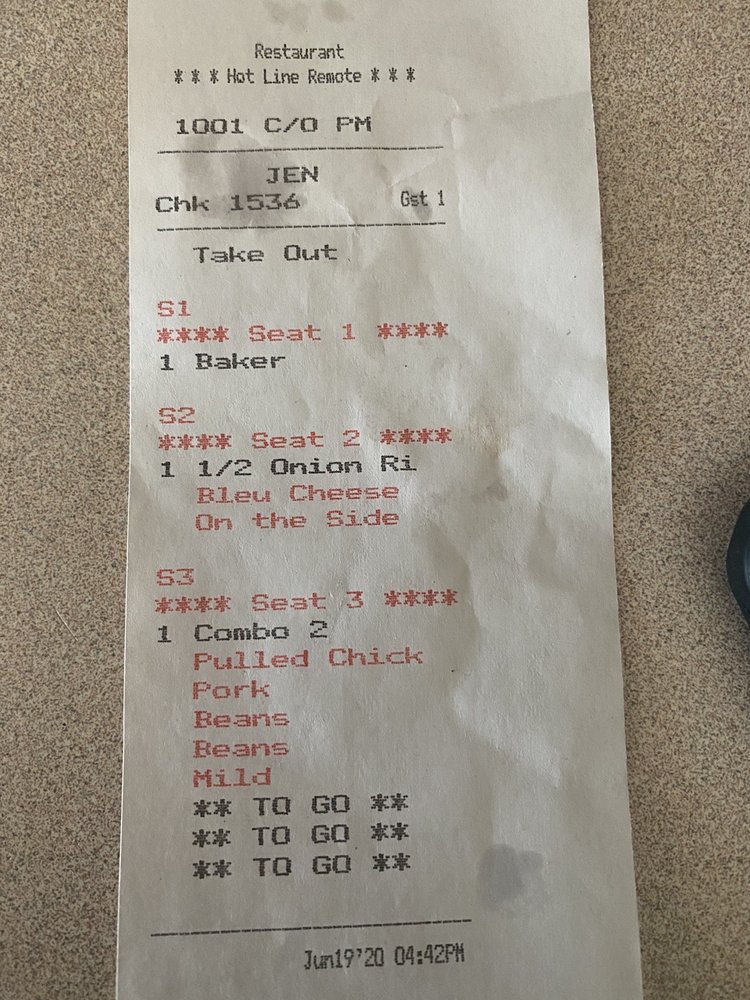 Restaurant
* * * Hot Line Remote * * *
1001 C/O PM
JEN
Chk 1536 Gst 1
Take Out
S1
**** Seat 1 ****
1 Baker
S2
**** Seat 2 ****
1 1/2 Onion Ri
Bleu Cheese
On the Side
S3
**** Seat 3 ****
1 Combo 2
Pulled Chick
Pork
Beans
Beans
Mild
** TO GO **
** TO GO **
** TO GO **
Jun19'20 04:42PM